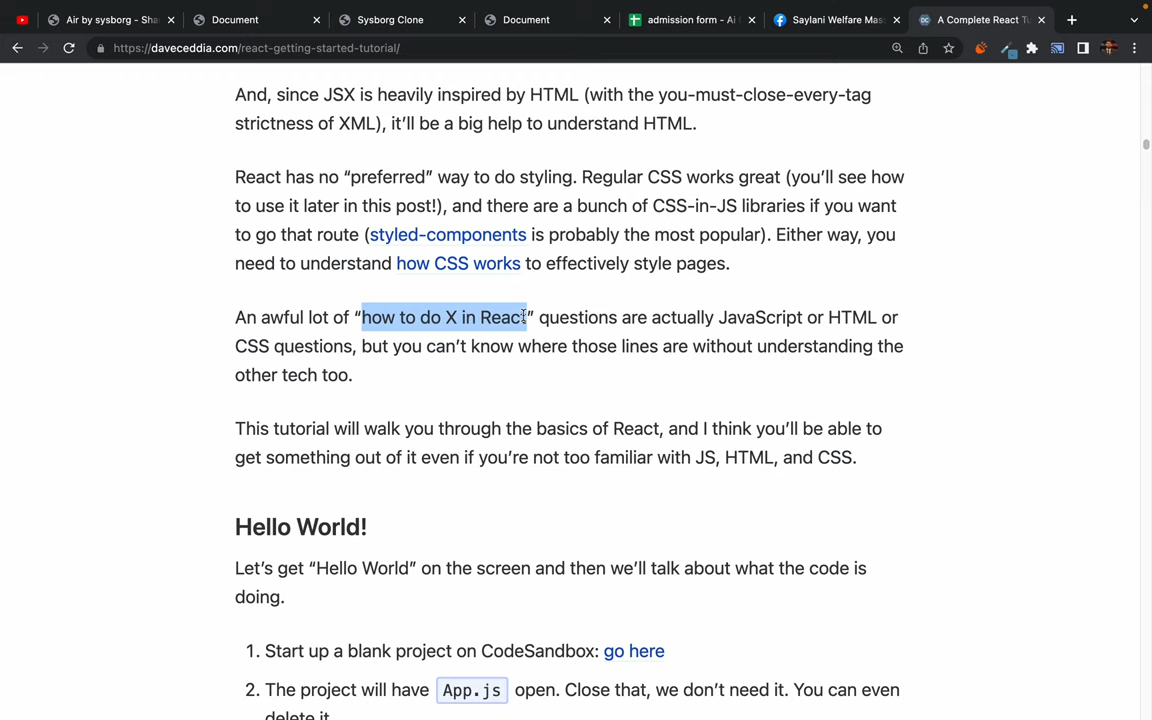 Air by sysborg - Sha
Document
Sysborg Clone
Document
admission form - Ai
Saylani Welfare Mas
A Complete React Tu
https://daveceddia.com/react-getting-started-tutorial/
And, since JSX is heavily inspired by HTML (with the you-must-close-every-tag
strictness of XML), it’ll be a big help to understand HTML.
React has no “preferred” way to do styling. Regular CSS works great (you’ll see how
to use it later in this post!), and there are a bunch of CSS-in-JS libraries if you want
to go that route (styled-components is probably the most popular). Either way, you
need to understand how CSS works to effectively style pages.
An awful lot of “how to do X in React” questions are actually JavaScript or HTML or
CSS questions, but you can’t know where those lines are without understanding the
other tech too.
This tutorial will walk you through the basics of React, and I think you’ll be able to
get something out of it even if you’re not too familiar with JS, HTML, and CSS.
Hello World!
Let’s get “Hello World” on the screen and then we’ll talk about what the code is
doing.
1. Start up a blank project on CodeSandbox: go here
2. The project will have App.js open. Close that, we don’t need it. You can even
delete it.